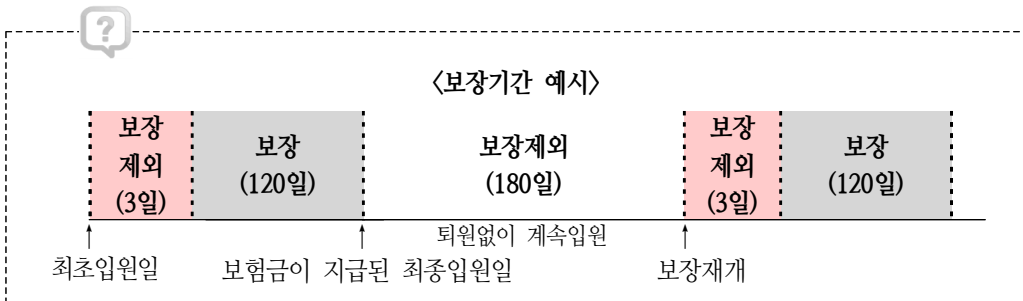 ?
〈보장기간 예시〉
보장
제외
(3일)
보장
(120일)
보장제외
(180일)
보장
제외
(3일)
보장
(120일)
퇴원없이 계속입원
최초입원일
보험금이 지급된 최종입원일
보장재개